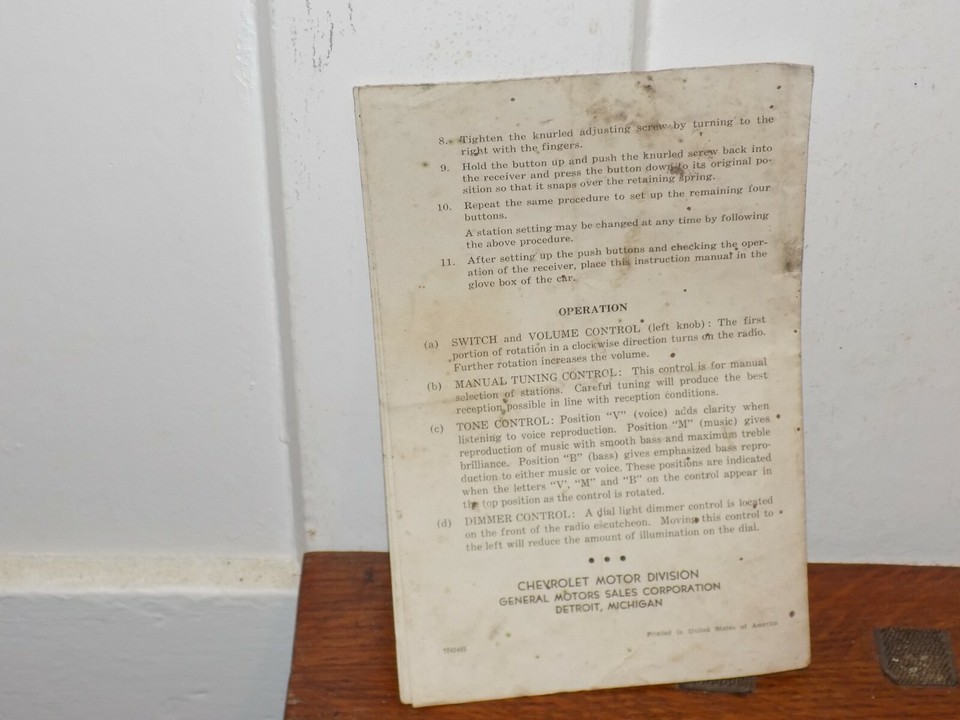 8. Tighten the knurled adjusting screw by turning to the
right with the fingers.
9. Hold the button up and push the knurled screw back into
the receiver and press the button down to its original po-
sition so that it snaps over the retaining spring.
10. Repeat the same procedure to set up the remaining four
buttons.
A station setting may be changed at any time by following
the above procedure.
11. After setting up the push buttons and checking the oper-
ation of the receiver, place this instruction manual in the
glove box of the car.
OPERATION
(a) SWITCH and VOLUME CONTROL (left knob): The first
portion of rotation in a clockwise direction turns on the radio.
Further rotation increases the volume.
(b) MANUAL TUNING CONTROL: This control is for manual
selection of stations. Careful tuning will produce the best
reception possible in line with reception conditions.
(c) TONE CONTROL: Position "V" (voice) adds clarity when
listening to voice reproduction. Position "M" (music) gives
reproduction of music with smooth bass and maximum treble
brilliance. Position "B" (bass) gives emphasized bass repro-
duction to either music or voice. These positions are indicated
when the letters "V', "M" and "B" on the control appear in
the top position as the control is rotated.
(d) DIMMER CONTROL: A dial light dimmer control is located
on the front of the radio escutcheon. Moving this control to
the left will reduce the amount of illumination on the dial.
CHEVROLET MOTOR DIVISION
GENERAL MOTORS SALES CORPORATION
DETROIT, MICHIGAN
Printed in United States of America